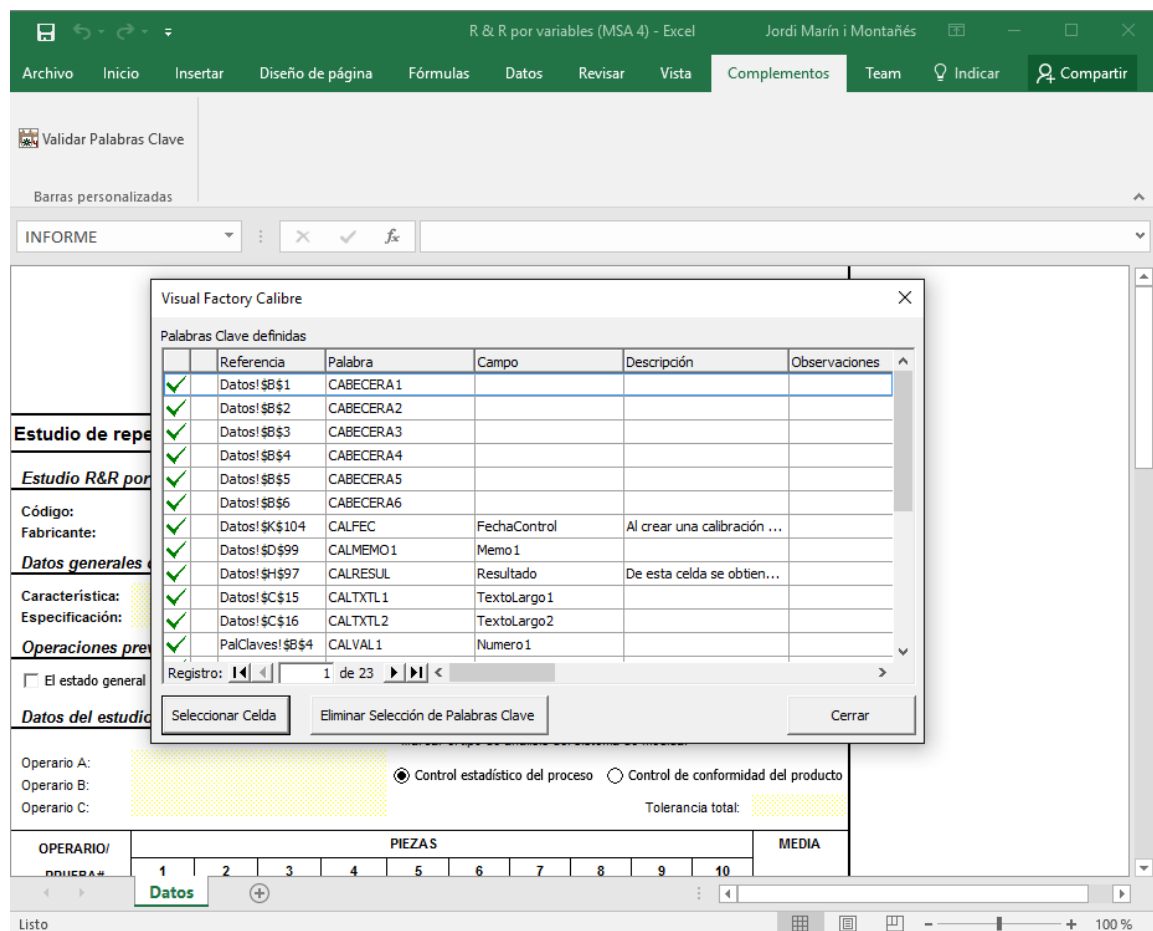 R & R por variables (MSA 4) - Excel Jordi Marín i Montañés
Archivo Inicio Insertar Diseño de página Fórmulas Datos Revisar Vista Complementos Team Indicar Compartir
Validar Palabras Clave
Barras personalizadas
INFORME fx
Visual Factory Calibre
Palabras Clave definidas
Referencia Palabra Campo Descripción Observaciones
Datos!$B$1 CABECERA1
Datos!$B$2 CABECERA2
Datos!$B$3 CABECERA3
Datos!$B$4 CABECERA4
Datos!$B$5 CABECERA5
Datos!$B$6 CABECERA6
Datos!$K$104 CALFEC FechaControl Al crear una calibración ...
Datos!$D$99 CALMEMO1 Memo1
Datos!$H$97 CALRESUL Resultado De esta celda se obtien...
Datos!$C$15 CALTXTL1 TextoLargo1
Datos!$C$16 CALTXTL2 TextoLargo2
PalClaves!$B$4 CALVAL1 Numero1
Registro: 1 de 23
Seleccionar Celda Eliminar Selección de Palabras Clave Cerrar
Estudio de repe
Estudio R&R por
Código:
Fabricante:
Datos generales
Característica:
Especificación:
Operaciones prev
El estado general
Datos del estudio
Operario A:
Operario B:
Operario C:
Control estadístico del proceso Control de conformidad del producto
Tolerancia total:
OPERARIO/ PIEZAS MEDIA
1 2 3 4 5 6 7 8 9 10
Datos
Listo 100 %